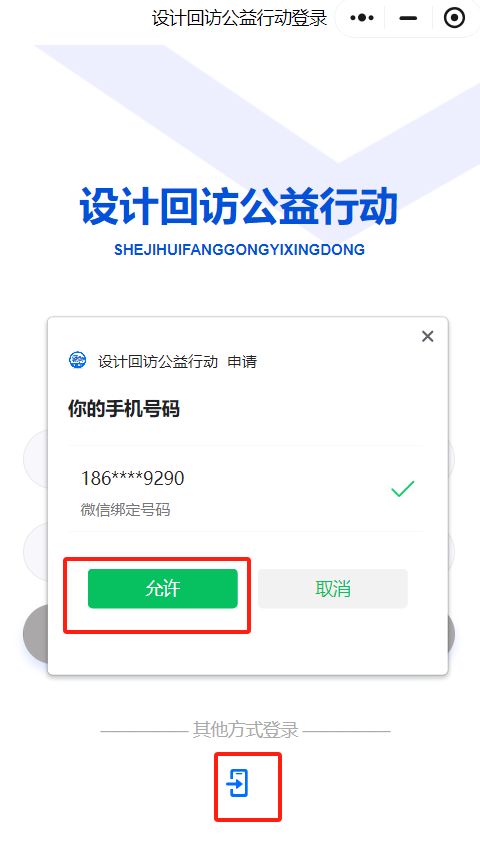 设计回访公益行动登录
设计回访公益行动
SHEJIHUIFANGGONGYIXINGDONG
设计回访公益行动 申请
你的手机号码
186****9290
微信绑定号码
允许 取消
其他方式登录